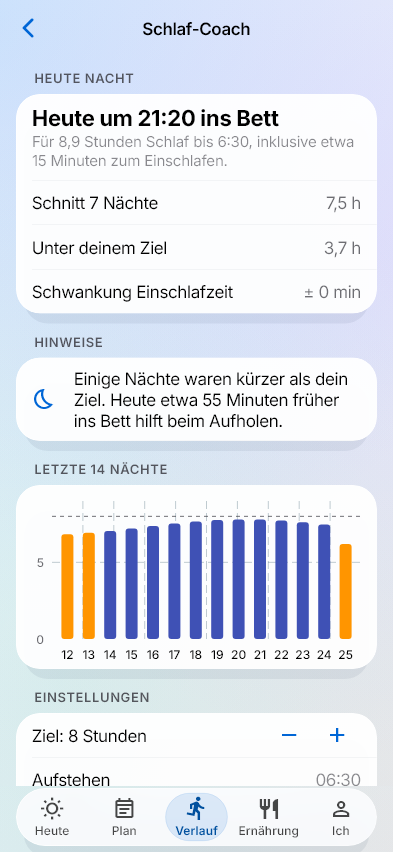 Schlaf-Coach
HEUTE NACHT
Heute um 21:20 ins Bett
Für 8,9 Stunden Schlaf bis 6:30, inklusive etwa
15 Minuten zum Einschlafen.
Schnitt 7 Nächte 7,5 h
Unter deinem Ziel 3,7 h
Schwankung Einschlafzeit ± 0 min
HINWEISE
Einige Nächte waren kürzer als dein
Ziel. Heute etwa 55 Minuten früher
ins Bett hilft beim Aufholen.
LETZTE 14 NÄCHTE
5
0
12 13 14 15 16 17 18 19 20 21 22 23 24 25
EINSTELLUNGEN
Ziel: 8 Stunden − +
Aufstehen 06:30
Heute Plan Verlauf Ernährung Ich